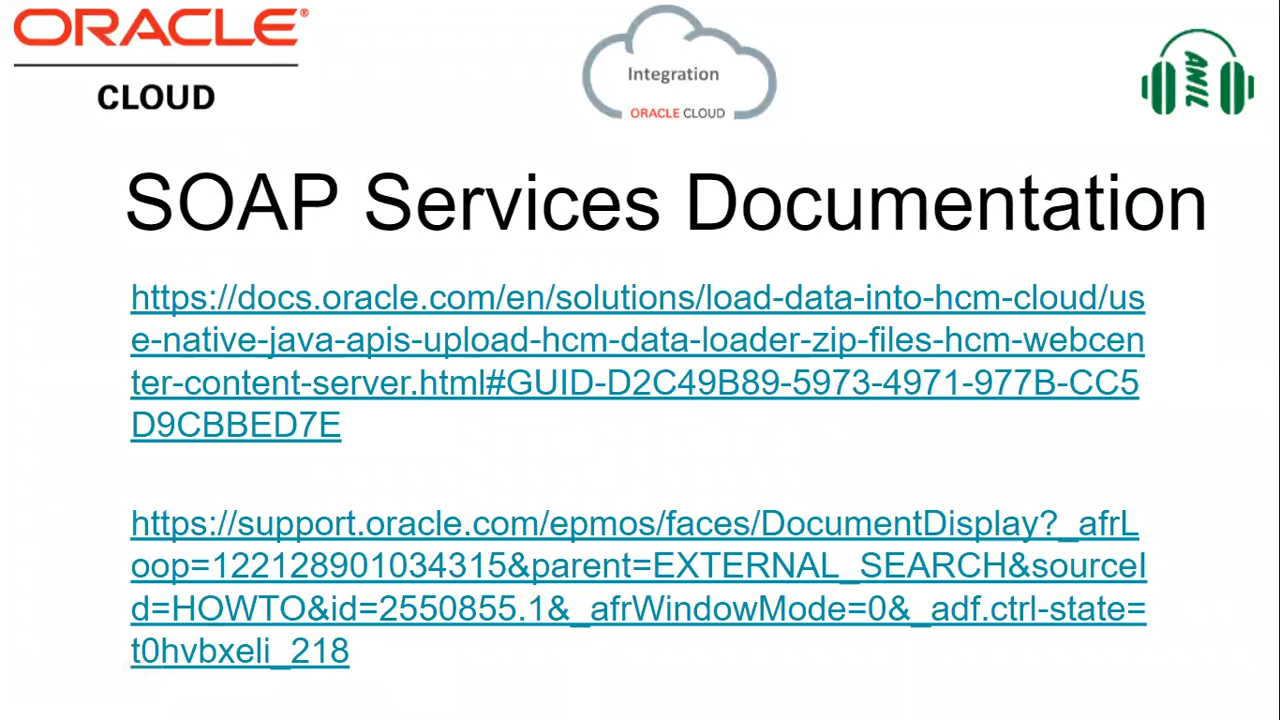 ORACLE®
CLOUD
Integration
ORACLE CLOUD
ANIL
SOAP Services Documentation
https://docs.oracle.com/en/solutions/load-data-into-hcm-cloud/us
e-native-java-apis-upload-hcm-data-loader-zip-files-hcm-webcen
ter-content-server.html#GUID-D2C49B89-5973-4971-977B-CC5
D9CBBED7E
https://support.oracle.com/epmos/faces/DocumentDisplay?_afrL
oop=122128901034315&parent=EXTERNAL_SEARCH&sourceI
d=HOWTO&id=2550855.1&_afrWindowMode=0&_adf.ctrl-state=
t0hvbxeli_218